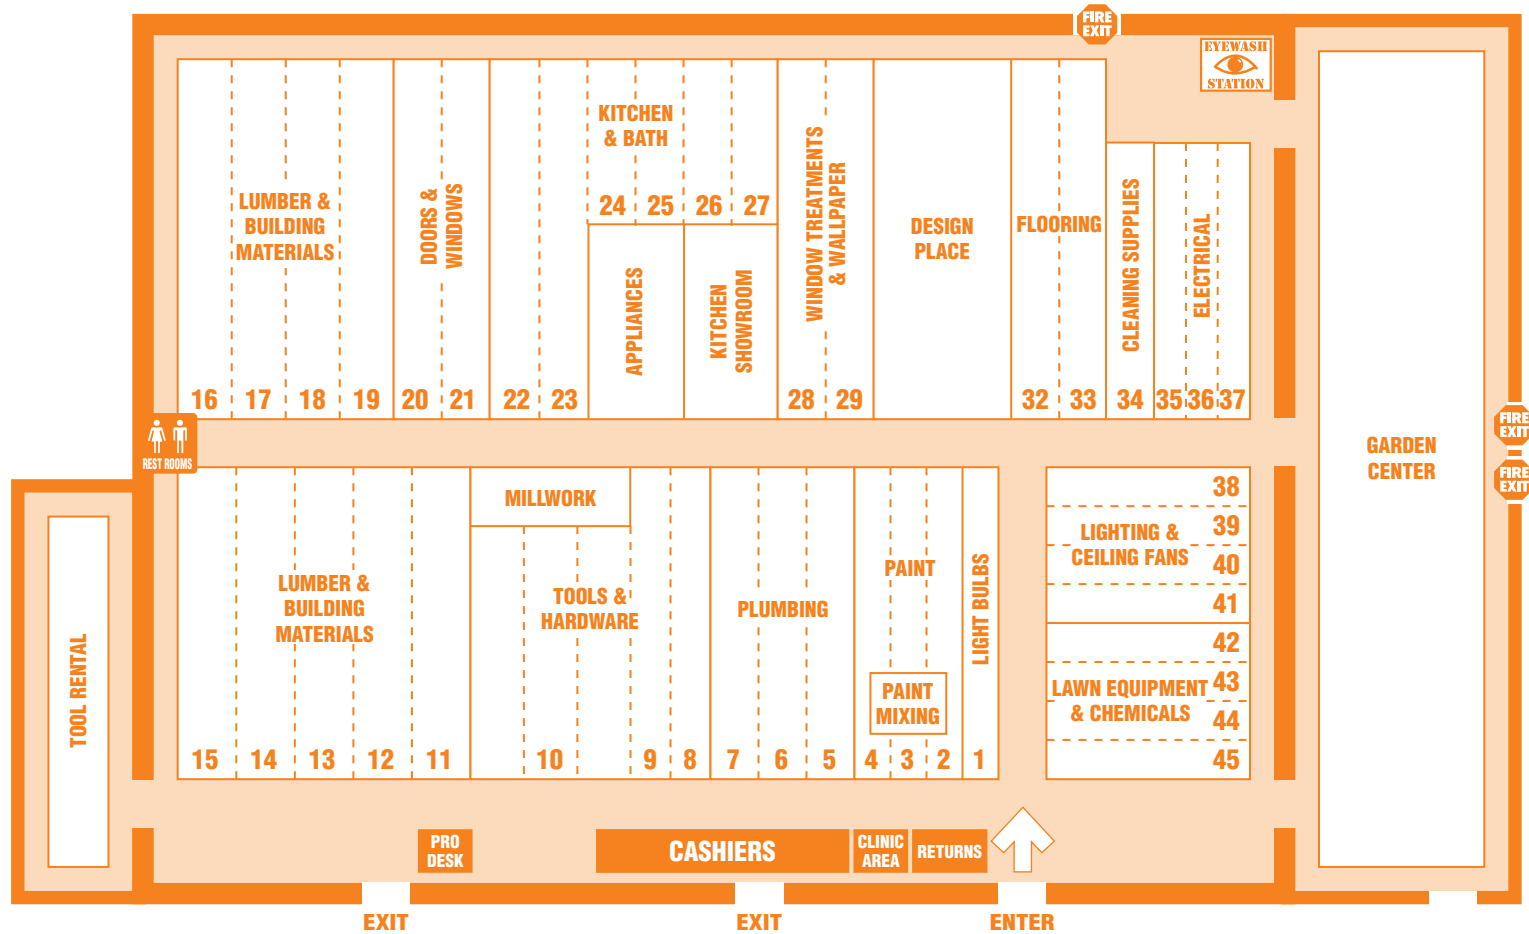 FIRE
EXIT
EYEWASH
STATION
KITCHEN
& BATH
24 25 26 27
LUMBER &
BUILDING
MATERIALS
DOORS &
WINDOWS
APPLIANCES
KITCHEN
SHOWROOM
WINDOW TREATMENTS
& WALLPAPER
DESIGN
PLACE
FLOORING
CLEANING SUPPLIES
ELECTRICAL
16 17 18 19 20 21 22 23 28 29 32 33 34 35 36 37
REST ROOMS
GARDEN
CENTER
FIRE
EXIT
FIRE
EXIT
TOOL RENTAL
LUMBER &
BUILDING
MATERIALS
MILLWORK
TOOLS &
HARDWARE
PLUMBING
PAINT
PAINT
MIXING
LIGHT BULBS
15 14 13 12 11 10 9 8 7 6 5 4 3 2 1
38
LIGHTING &
CEILING FANS
39
40
41
42
LAWN EQUIPMENT
& CHEMICALS
43
44
45
PRO
DESK
CASHIERS
CLINIC
AREA
RETURNS
EXIT
EXIT
ENTER